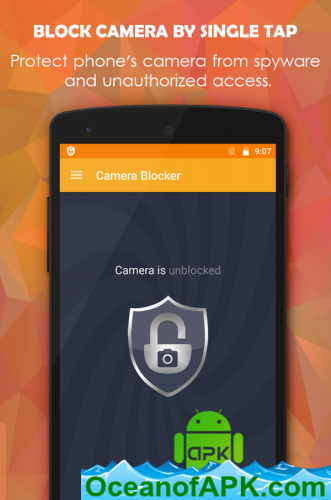 BLOCK CAMERA BY SINGLE TAP
Protect phone's camera from spyware
and unauthorized access.
9:07
Camera Blocker
Camera is unblocked
apk
OceanofAPK.com